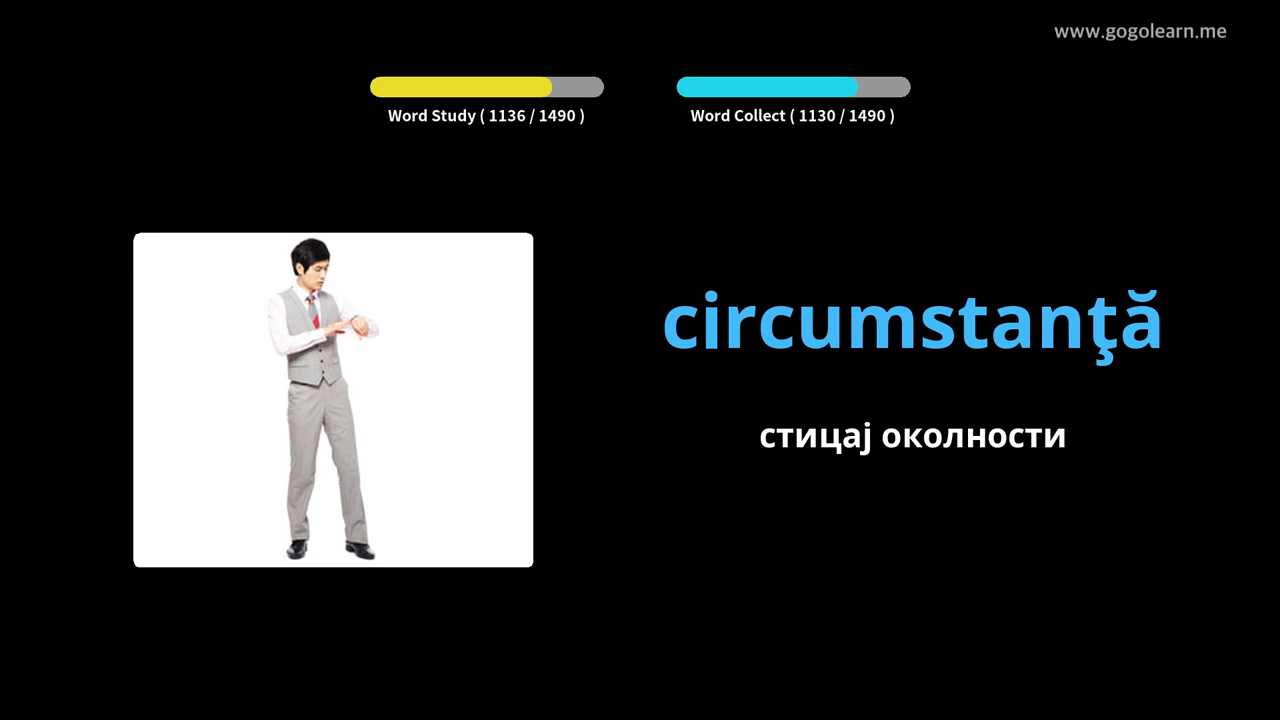 www.gogolearn.me
Word Study ( 1136 / 1490 )
Word Collect ( 1130 / 1490 )
circumstanţă
стицај околности